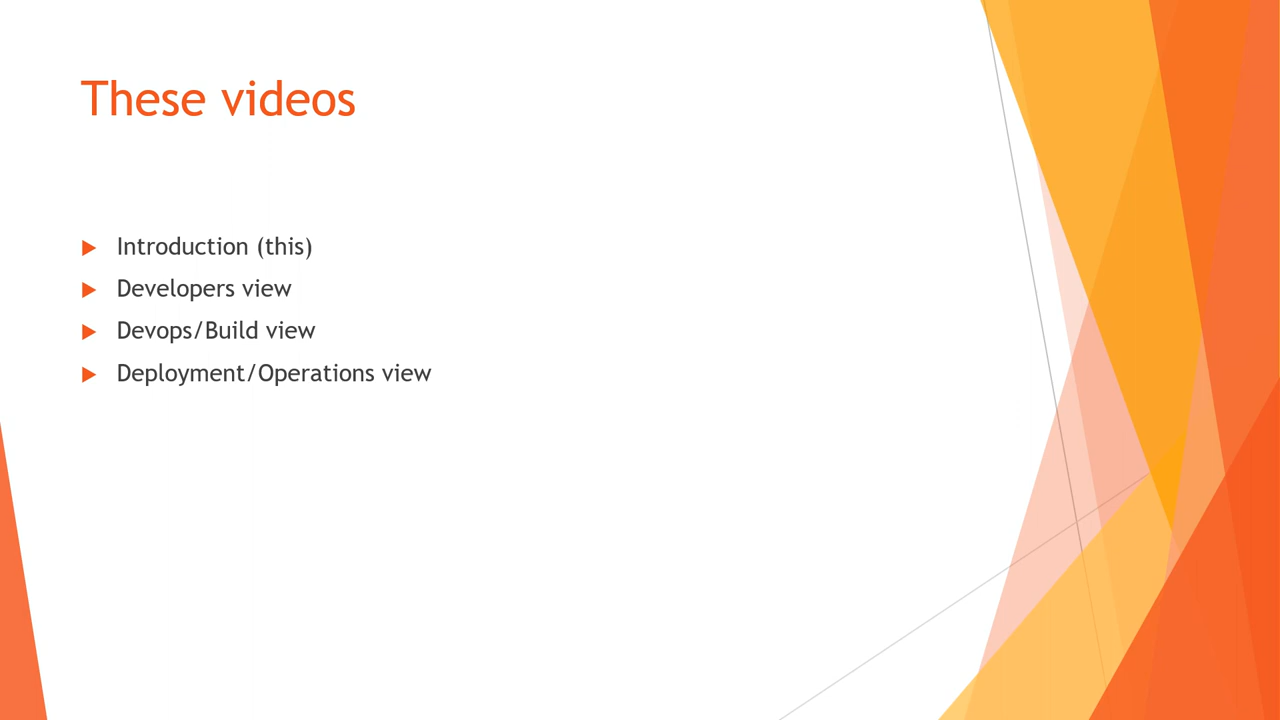 These videos
Introduction (this)
Developers view
Devops/Build view
Deployment/Operations view